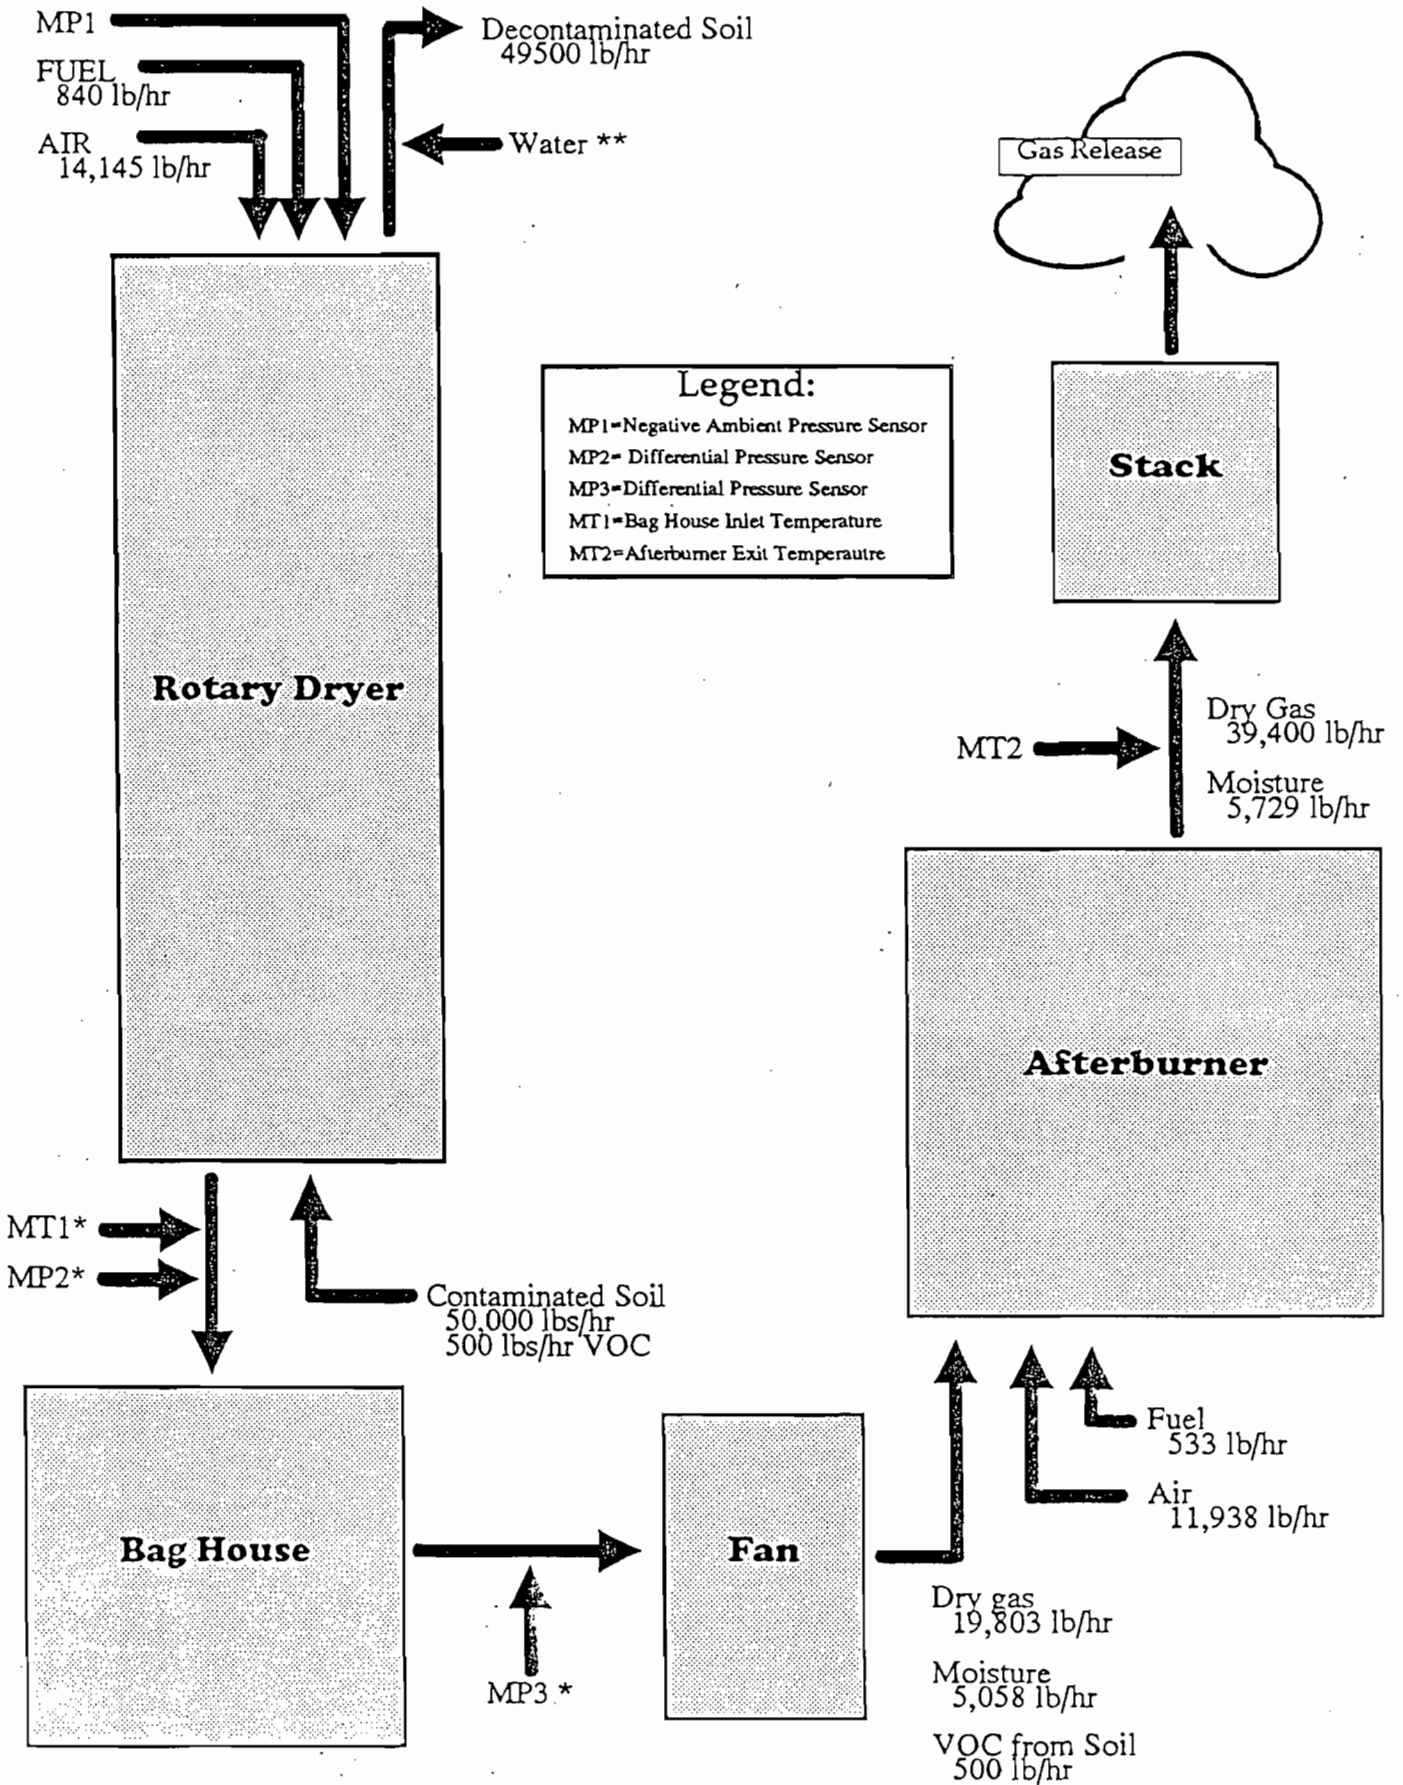 MP1
FUEL
840 lb/hr
AIR
14,145 lb/hr
Decontaminated Soil
49500 lb/hr
Water **
Gas Release
Legend:
MP1=Negative Ambient Pressure Sensor
MP2= Differential Pressure Sensor
MP3=Differential Pressure Sensor
MT1=Bag House Inlet Temperature
MT2=Afterburner Exit Temperautre
Stack
Rotary Dryer
MT2
Dry Gas
39,400 lb/hr
Moisture
5,729 lb/hr
Afterburner
MT1*
MP2*
Contaminated Soil
50,000 lbs/hr
500 lbs/hr VOC
Fuel
533 lb/hr
Air
11,938 lb/hr
Bag House
Fan
MP3 *
Dry gas
19,803 lb/hr
Moisture
5,058 lb/hr
VOC from Soil
500 lb/hr